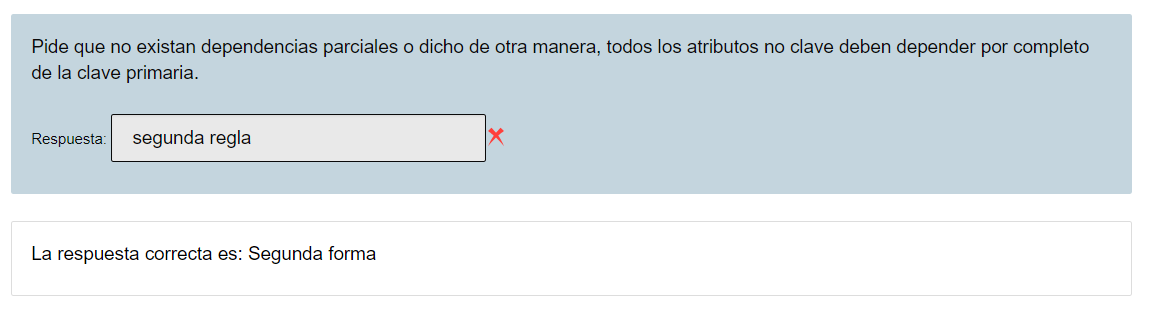 Pide que no existan dependencias parciales o dicho de otra manera, todos los atributos no clave deben depender por completo
de la clave primaria.
Respuesta: segunda regla
La respuesta correcta es: Segunda forma